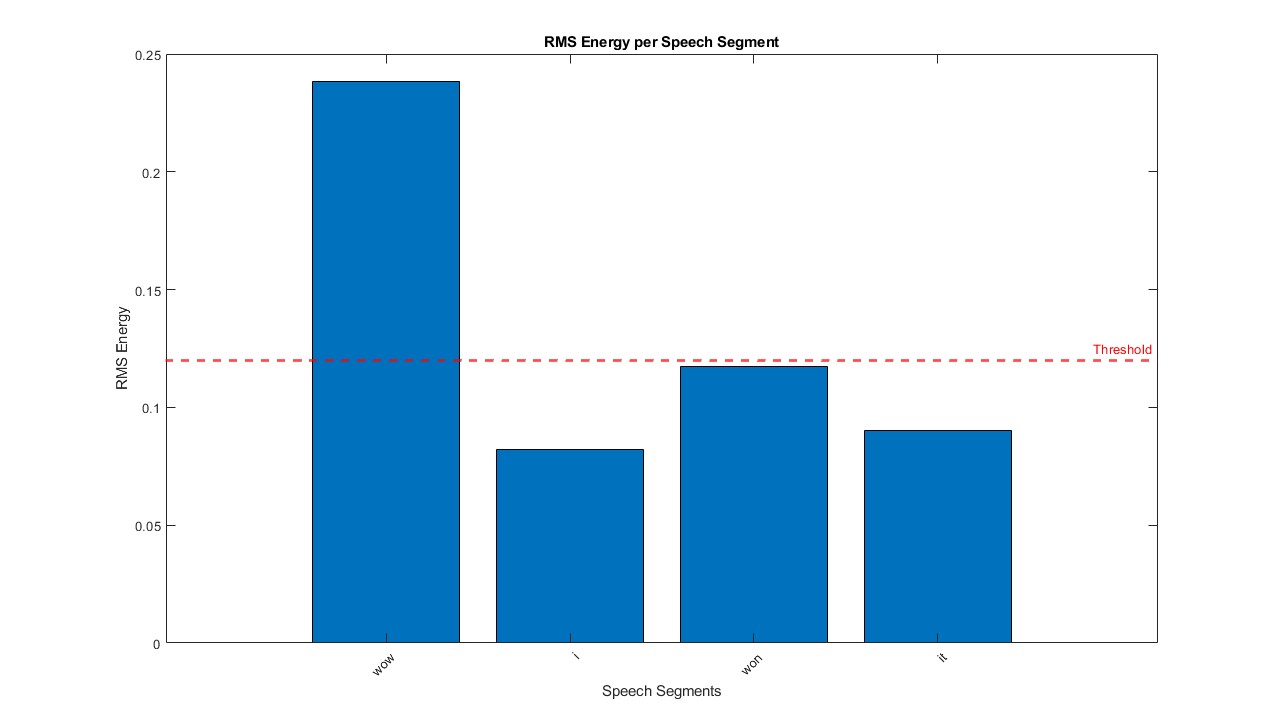 RMS Energy per Speech Segment
0.25
0.2
0.15
0.1
0.05
0
RMS Energy
Threshold
wow
i
won
it
Speech Segments